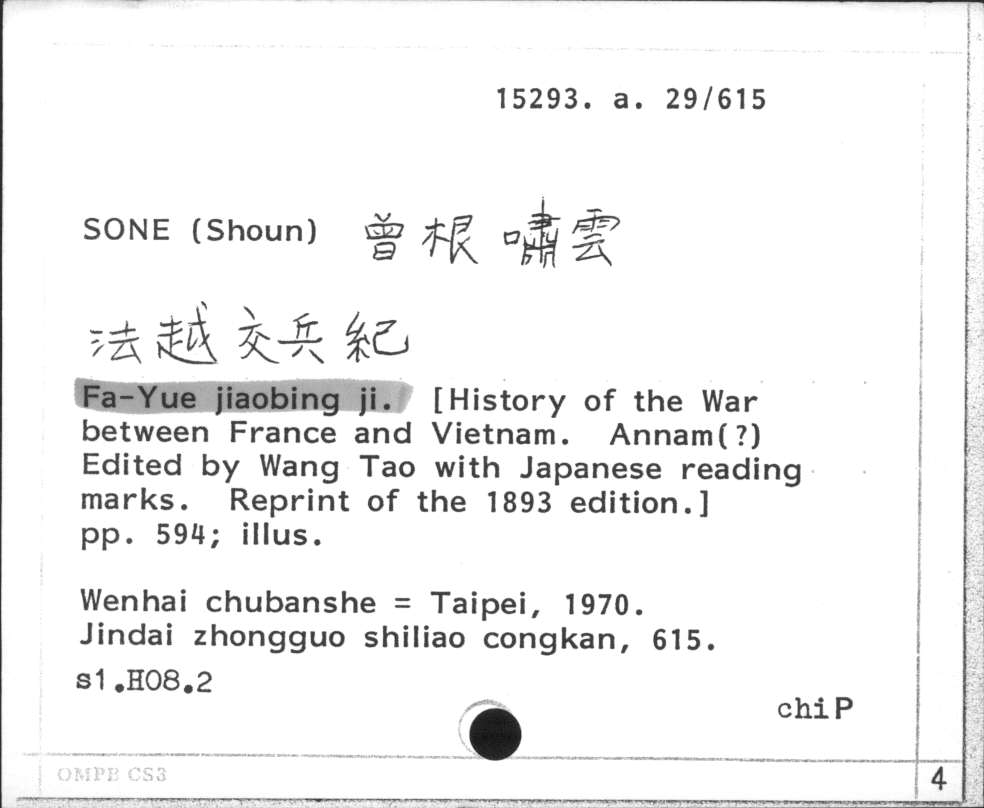 15293. a. 29/615
SONE (Shoun) 曾根嘯雲
法越交兵紀
Fa-Yue jiaobing ji. [History of the War
between France and Vietnam. Annam(?)
Edited by Wang Tao with Japanese reading
marks. Reprint of the 1893 edition.]
pp. 594; illus.
Wenhai chubanshe = Taipei, 1970.
Jindai zhongguo shiliao congkan, 615.
s1.H08.2
chiP
OMPB CS3
4